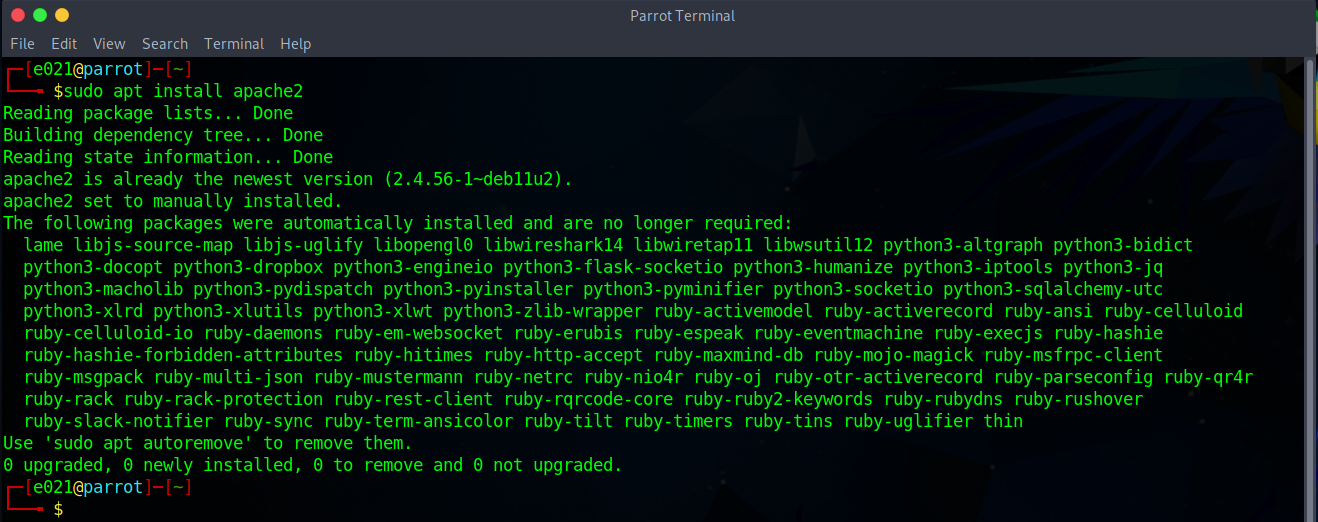 Parrot Terminal
File Edit View Search Terminal Help
┌─[e021@parrot]─[~]
└──╼ $sudo apt install apache2
Reading package lists... Done
Building dependency tree... Done
Reading state information... Done
apache2 is already the newest version (2.4.56-1~deb11u2).
apache2 set to manually installed.
The following packages were automatically installed and are no longer required:
  lame libjs-source-map libjs-uglify libopengl0 libwireshark14 libwiretap11 libwsutil12 python3-altgraph python3-bidict
  python3-docopt python3-dropbox python3-engineio python3-flask-socketio python3-humanize python3-iptools python3-jq
  python3-macholib python3-pydispatch python3-pyinstaller python3-pyminifier python3-socketio python3-sqlalchemy-utc
  python3-xlrd python3-xlutils python3-xlwt python3-zlib-wrapper ruby-activemodel ruby-activerecord ruby-ansi ruby-celluloid
  ruby-celluloid-io ruby-daemons ruby-em-websocket ruby-erubis ruby-espeak ruby-eventmachine ruby-execjs ruby-hashie
  ruby-hashie-forbidden-attributes ruby-hitimes ruby-http-accept ruby-maxmind-db ruby-mojo-magick ruby-msfrpc-client
  ruby-msgpack ruby-multi-json ruby-mustermann ruby-netrc ruby-nio4r ruby-oj ruby-otr-activerecord ruby-parseconfig ruby-qr4r
  ruby-rack ruby-rack-protection ruby-rest-client ruby-rqrcode-core ruby-ruby2-keywords ruby-rubydns ruby-rushover
  ruby-slack-notifier ruby-sync ruby-term-ansicolor ruby-tilt ruby-timers ruby-tins ruby-uglifier thin
Use 'sudo apt autoremove' to remove them.
0 upgraded, 0 newly installed, 0 to remove and 0 not upgraded.
┌─[e021@parrot]─[~]
└──╼ $